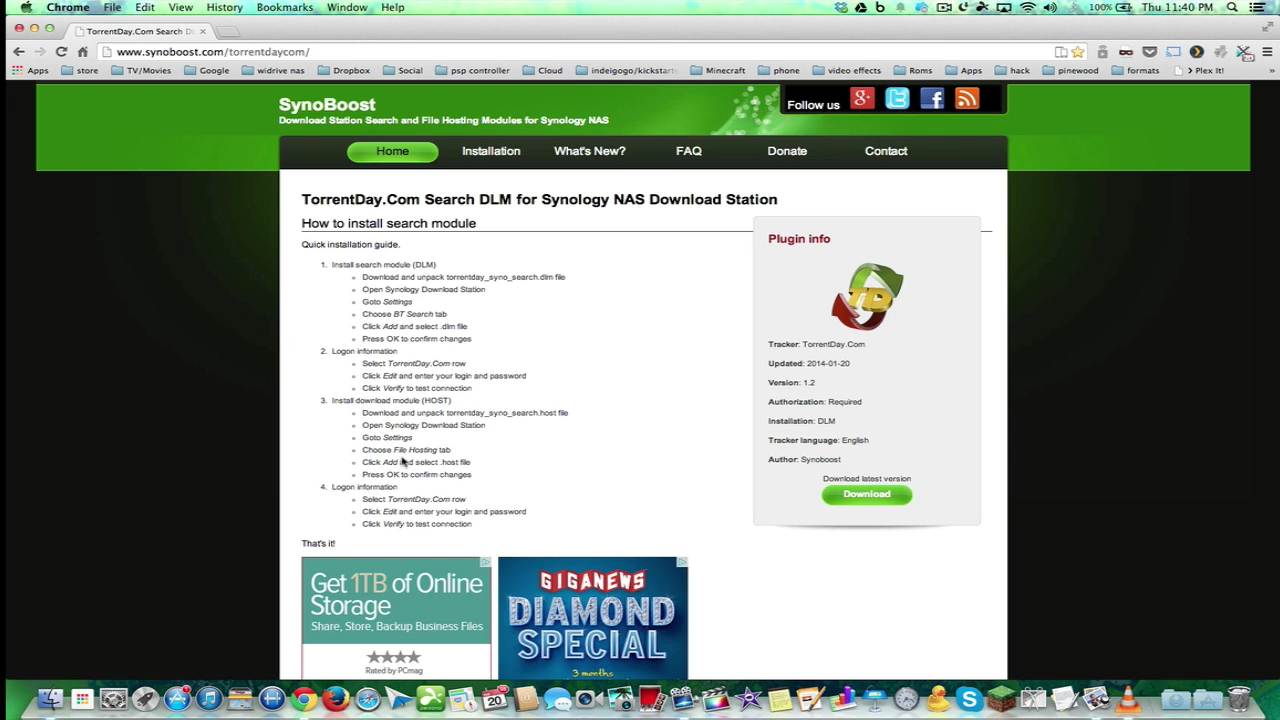 Chrome File Edit View History Bookmarks Window Help
100% Thu 11:40 PM
TorrentDay.Com Search DL
www.synoboost.com/torrentdaycom/
Apps store TV/Movies Google widrive nas Dropbox Social psp controller Cloud indeigogo/kickstarte Minecraft phone video effects Roms Apps hack pinewood formats Plex It! »
SynoBoost
Download Station Search and File Hosting Modules for Synology NAS
Follow us
Home Installation What's New? FAQ Donate Contact
TorrentDay.Com Search DLM for Synology NAS Download Station
How to install search module
Quick installation guide.
1. Install search module (DLM)
Download and unpack torrentday_syno_search.dlm file
Open Synology Download Station
Goto Settings
Choose BT Search tab
Click Add and select .dlm file
Press OK to confirm changes
2. Logon information
Select TorrentDay.Com row
Click Edit and enter your login and password
Click Verify to test connection
3. Install download module (HOST)
Download and unpack torrentday_syno_search.host file
Open Synology Download Station
Goto Settings
Choose File Hosting tab
Click Add and select .host file
Press OK to confirm changes
4. Logon information
Select TorrentDay.Com row
Click Edit and enter your login and password
Click Verify to test connection
That's it!
Plugin info
TD
Tracker: TorrentDay.Com
Updated: 2014-01-20
Version: 1.2
Authorization: Required
Installation: DLM
Tracker language: English
Author: Synoboost
Download latest version
Download
Get 1TB of Online
Storage
Share, Store, Backup Business Files
Rated by PCmag
GIGANEWS
DIAMOND
SPECIAL
3 months
20